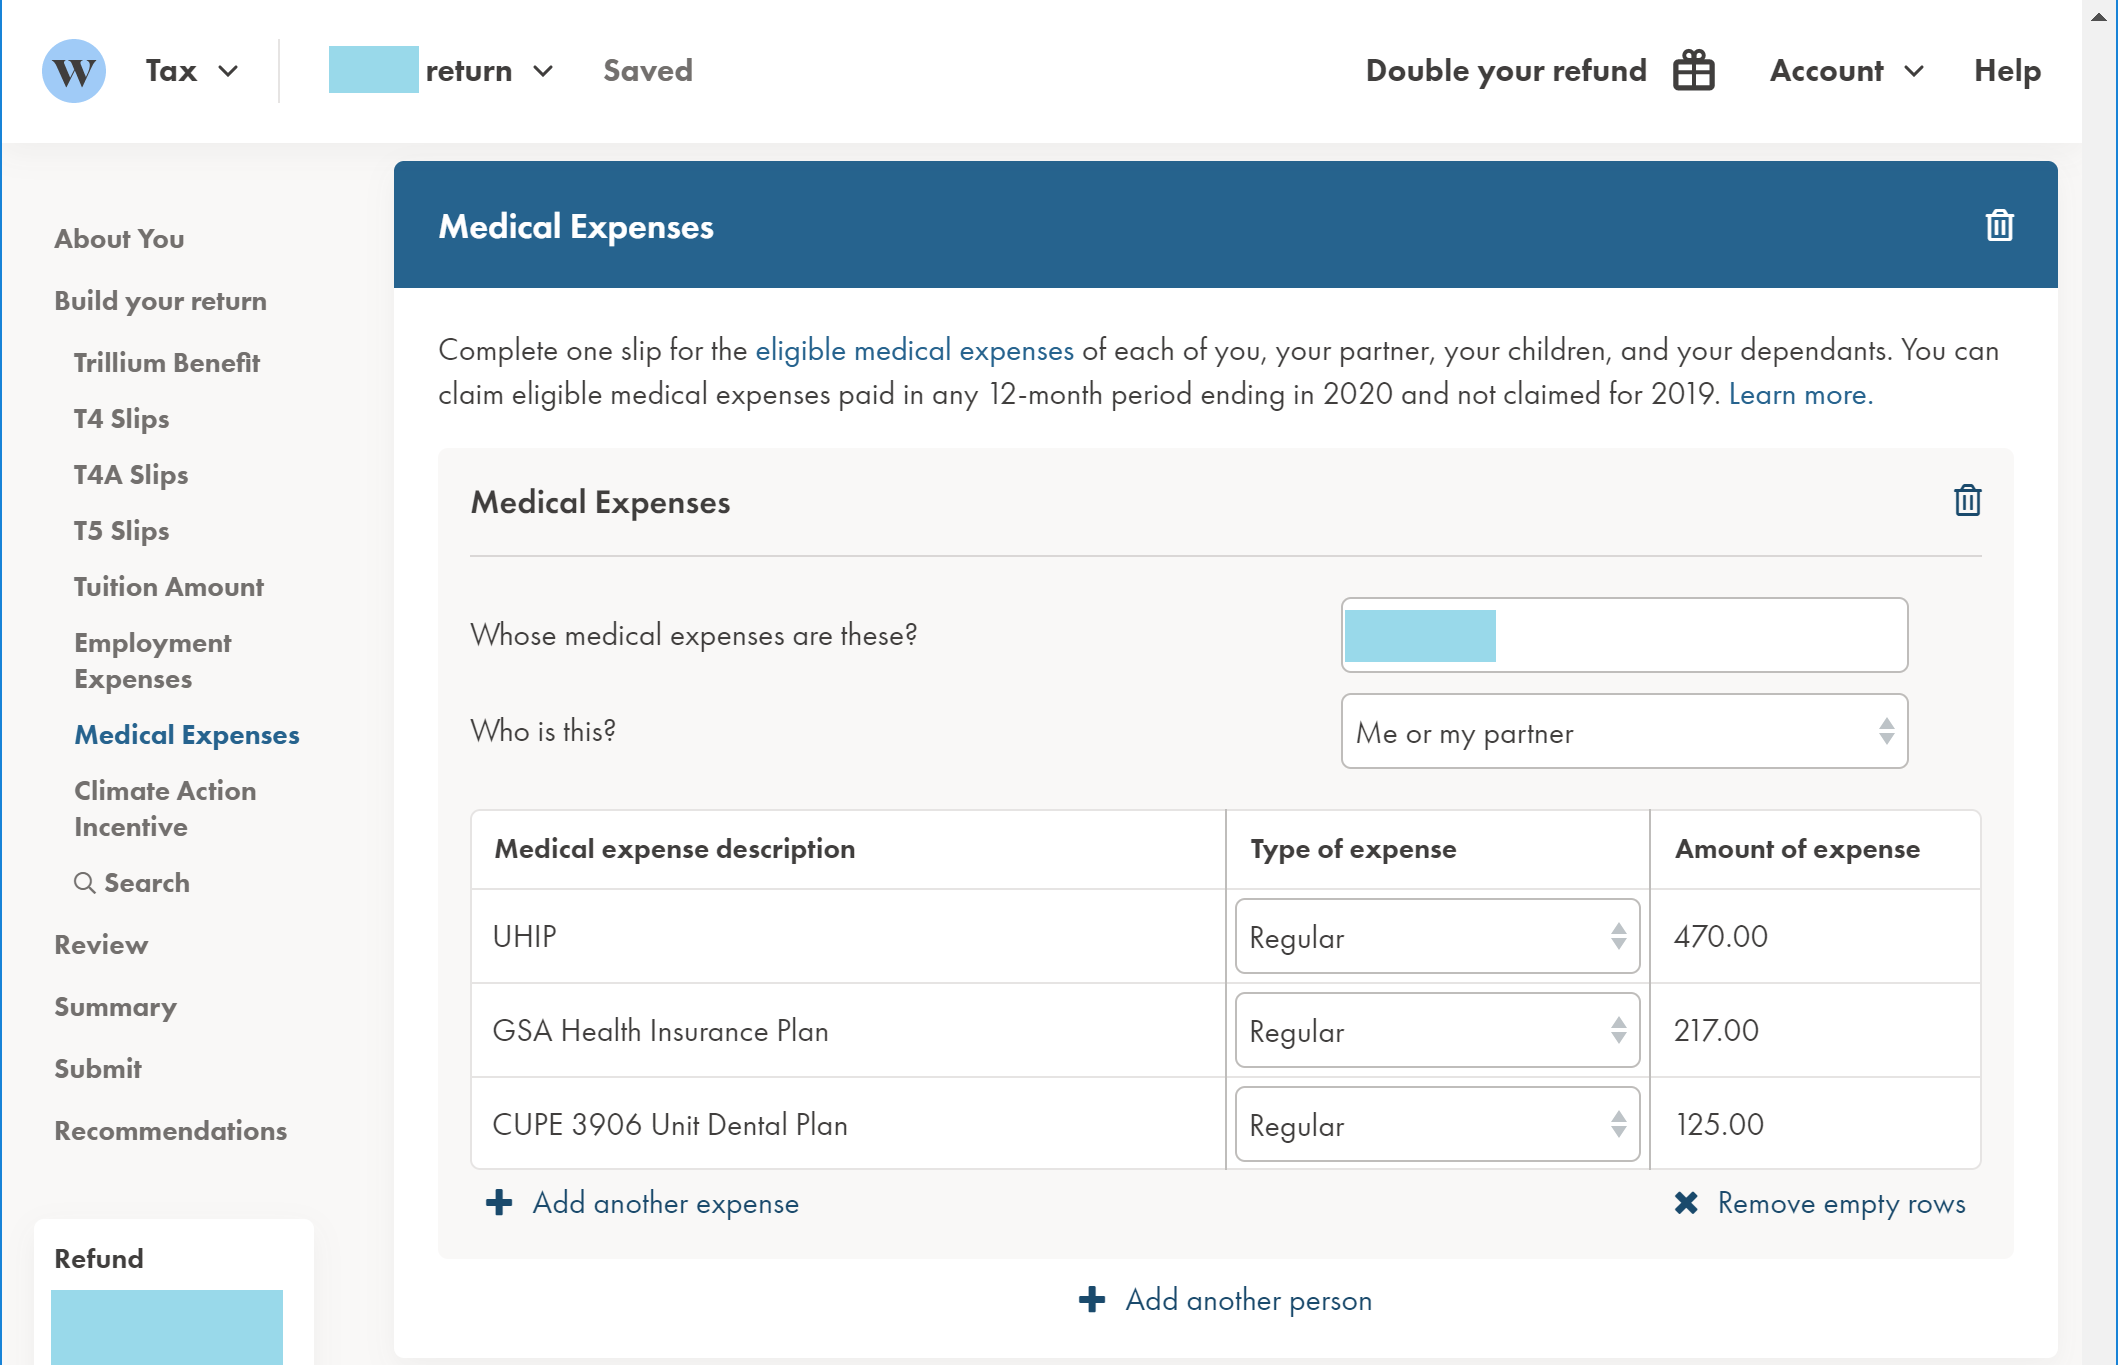 W
Tax
return
Saved
Double your refund
Account
Help
About You
Build your return
Trillium Benefit
T4 Slips
T4A Slips
T5 Slips
Tuition Amount
Employment
Expenses
Medical Expenses
Climate Action
Incentive
Search
Review
Summary
Submit
Recommendations
Refund
Medical Expenses
Complete one slip for the eligible medical expenses of each of you, your partner, your children, and your dependants. You can
claim eligible medical expenses paid in any 12-month period ending in 2020 and not claimed for 2019. Learn more.
Medical Expenses
Whose medical expenses are these?
Who is this?
Me or my partner
Medical expense description
Type of expense
Amount of expense
UHIP
Regular
470.00
GSA Health Insurance Plan
Regular
217.00
CUPE 3906 Unit Dental Plan
Regular
125.00
Add another expense
Remove empty rows
Add another person